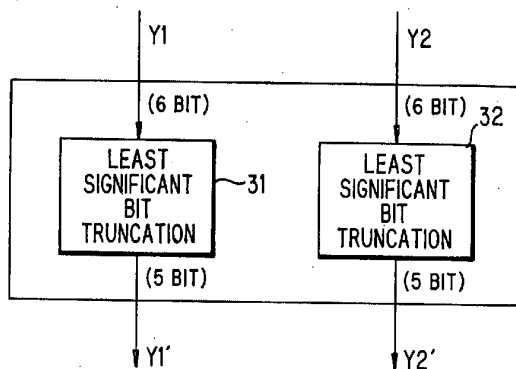 Y1
Y2
(6 BIT)
(6 BIT)
32
LEAST
SIGNIFICANT
BIT
TRUNCATION
31
LEAST
SIGNIFICANT
BIT
TRUNCATION
(5 BIT)
(5 BIT)
Y1'
Y2'